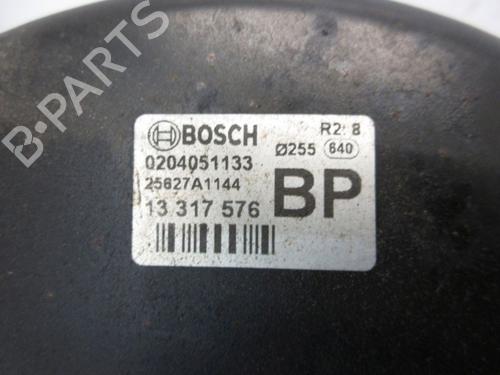 B-PARTS
BOSCH
R2: 8
0204051133
Ø255 640
25627A1144
13 317 576
BP